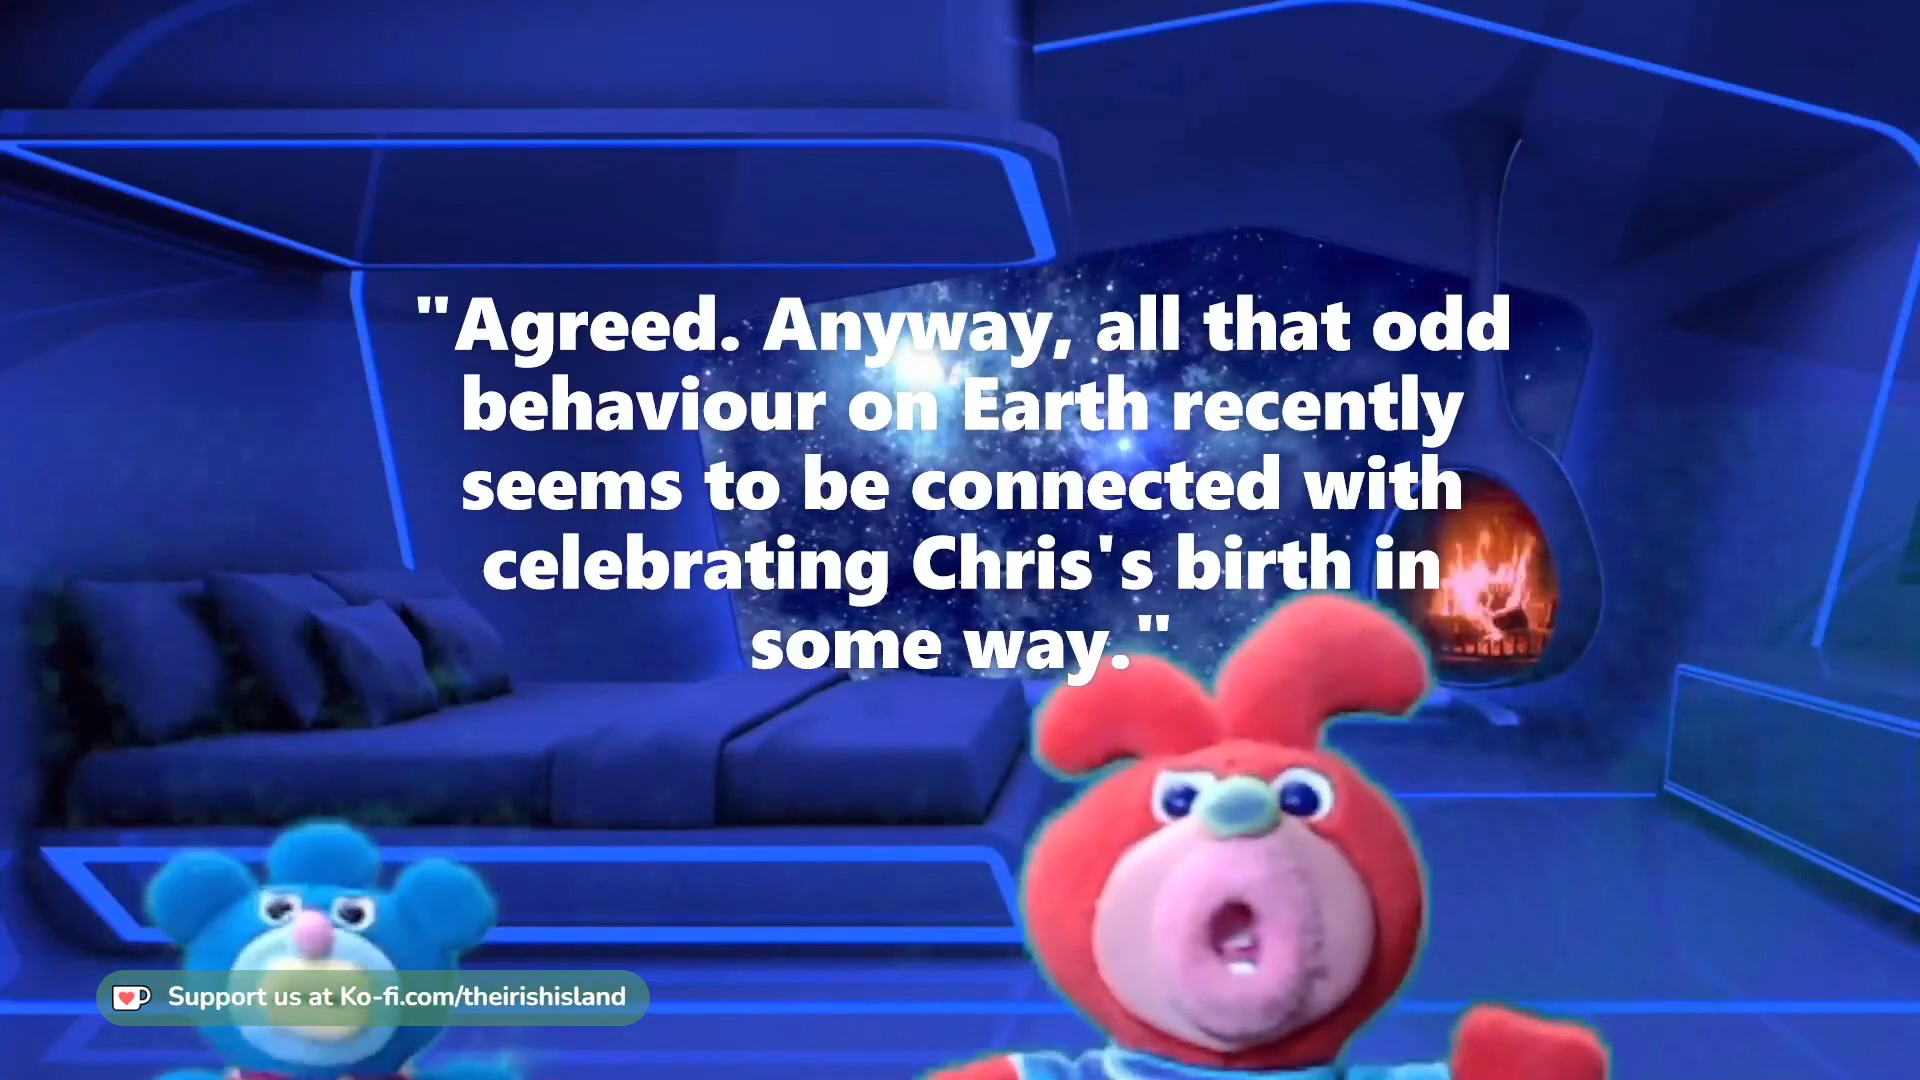 "Agreed. Anyway, all that odd
behaviour on Earth recently
seems to be connected with
celebrating Chris's birth in
some way."
Support us at Ko-fi.com/theirishisland